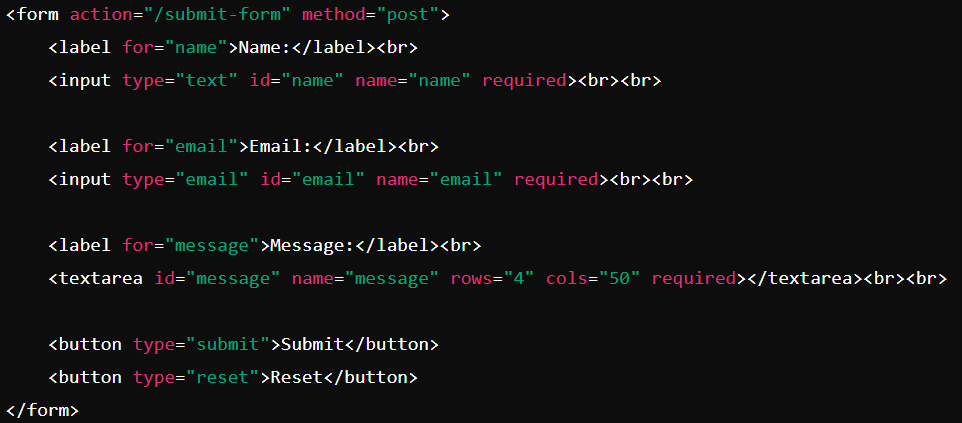 <form action="/submit-form" method="post">
    <label for="name">Name:</label><br>
    <input type="text" id="name" name="name" required><br><br>

    <label for="email">Email:</label><br>
    <input type="email" id="email" name="email" required><br><br>

    <label for="message">Message:</label><br>
    <textarea id="message" name="message" rows="4" cols="50" required></textarea><br><br>

    <button type="submit">Submit</button>
    <button type="reset">Reset</button>
</form>